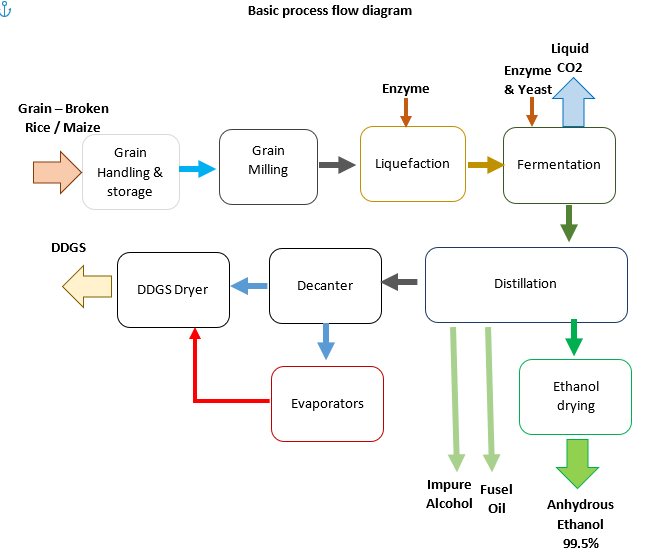 Basic process flow diagram
Liquid
CO2
Enzyme
& Yeast
Enzyme
Grain – Broken
Rice / Maize
Grain
Handling &
storage
Grain
Milling
Liquefaction
Fermentation
DDGS
DDGS Dryer
Decanter
Distillation
Evaporators
Ethanol
drying
Impure
Alcohol
Fusel
Oil
Anhydrous
Ethanol
99.5%